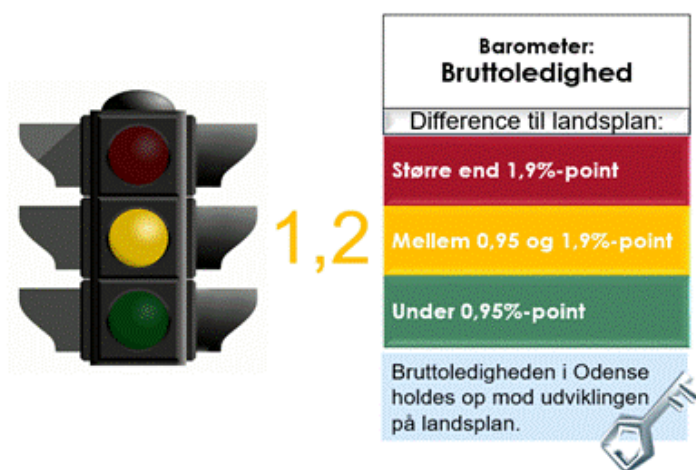 1,2
Barometer:
Bruttoledighed
Difference til landsplan:
Større end 1,9%-point
Mellem 0,95 og 1,9%-point
Under 0,95%-point
Bruttoledigheden i Odense
holdes op mod udviklingen
på landsplan.